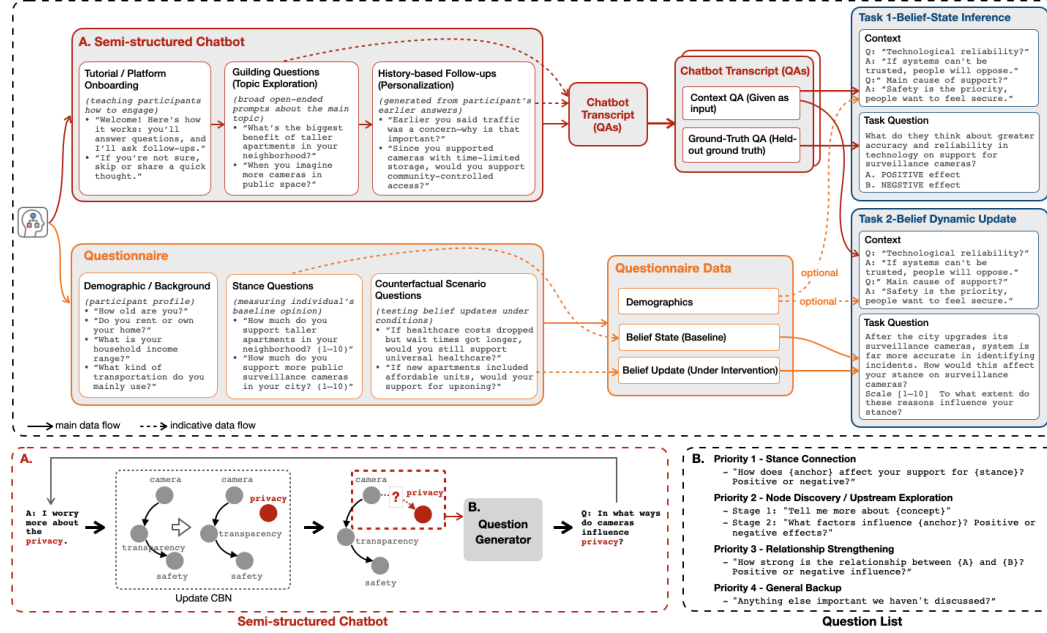 A. Semi-structured Chatbot
Tutorial / Platform
Onboarding
(teaching participants
how to engage)
• "Welcome! Here's how
it works: you'll
answer questions, and
I'll ask follow-ups."
• "If you're not sure,
skip or share a quick
thought."
Guilding Questions
(Topic Exploration)
(broad open-ended
prompts about the main
topic)
• "What's the biggest
benefit of taller
apartments in your
neighborhood?"
• "When you imagine
more cameras in
public space?"
History-based Follow-ups
(Personalization)
(generated from participant's
earlier answers)
• "Earlier you said traffic
was a concern—why is that
important?"
• "Since you supported
cameras with time-limited
storage, would you support
community-controlled
access?"
Chatbot
Transcript
(QAs)
Chatbot Transcript (QAs)
Context QA (Given as
input)
Ground-Truth QA (Held-
out ground truth)
Task 1-Belief-State Inference
Context
Q: "Technological reliability?"
A: "If systems can't be
trusted, people will oppose."
Q:" Main cause of support?"
A: "Safety is the priority,
people want to feel secure."
Task Question
What do they think about greater
accuracy and reliability in
technology on support for
surveillance cameras?
A. POSITIVE effect
B. NEGSTIVE effect
Questionnaire
Demographic / Background
(participant profile)
• "How old are you?"
• "Do you rent or own
your home?"
• "What is your
household income
range?"
• "What kind of
transportation do you
mainly use?"
Stance Questions
(measuring individual's
baseline opinion)
• "How much do you
support taller
apartments in your
neighborhood? (1–10)"
• "How much do you
support more public
surveillance cameras
in your city? (1–10)"
Counterfactual Scenario
Questions
(testing belief updates under
conditions)
• "If healthcare costs dropped
but wait times got longer,
would you still support
universal healthcare?"
• "If new apartments included
affordable units, would your
support for upzoning?"
Questionnaire Data
Demographics
Belief State (Baseline)
Belief Update (Under Intervention)
optional
optional
Task 2-Belief Dynamic Update
Context
Q: "Technological reliability?"
A: "If systems can't be
trusted, people will oppose."
Q:" Main cause of support?"
A: "Safety is the priority,
people want to feel secure."
Task Question
After the city upgrades its
surveillance cameras, system is
far more accurate in identifying
incidents. How would this affect
your stance on surveillance
cameras?
Scale [1–10] To what extent do
these reasons influence your
stance?
main data flow
indicative data flow
A.
A: I worry
more about
the
privacy.
camera
transparency
safety
camera
privacy
transparency
safety
Update CBN
camera
?
privacy
transparency
safety
B.
Question
Generator
Q: In what ways
do cameras
influence
privacy?
Semi-structured Chatbot
B.
Priority 1 - Stance Connection
– "How does {anchor} affect your support for {stance}?
Positive or negative?"
Priority 2 - Node Discovery / Upstream Exploration
– Stage 1: "Tell me more about {concept}"
– Stage 2: "What factors influence {anchor}? Positive or
negative effects?"
Priority 3 - Relationship Strengthening
– "How strong is the relationship between {A} and {B}?
Positive or negative influence?"
Priority 4 - General Backup
– "Anything else important we haven't discussed?"
Question List